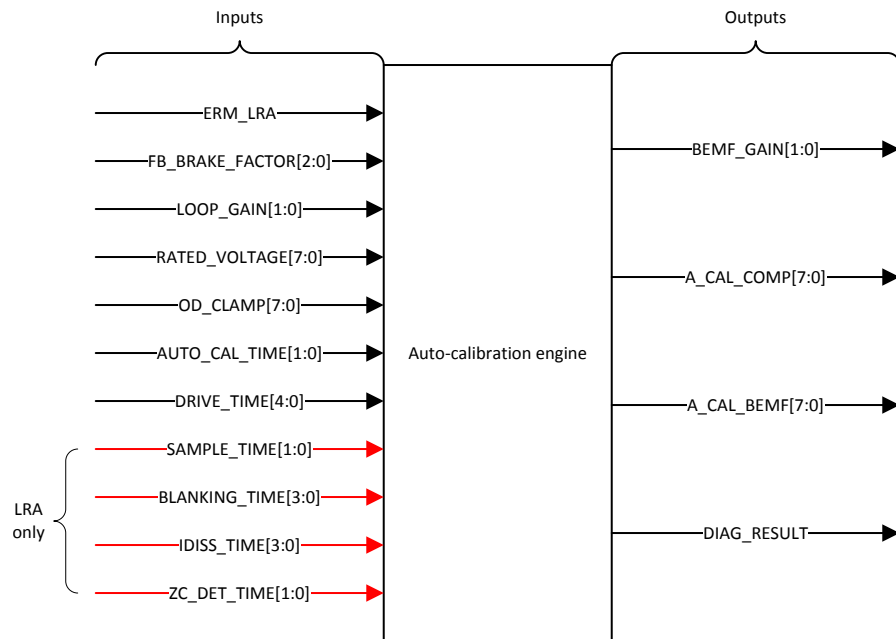 Inputs
Outputs
ERM_LRA
FB_BRAKE_FACTOR[2:0]
LOOP_GAIN[1:0]
RATED_VOLTAGE[7:0]
OD_CLAMP[7:0]
AUTO_CAL_TIME[1:0]
DRIVE_TIME[4:0]
SAMPLE_TIME[1:0]
BLANKING_TIME[3:0]
IDISS_TIME[3:0]
ZC_DET_TIME[1:0]
LRA
only
Auto-calibration engine
BEMF_GAIN[1:0]
A_CAL_COMP[7:0]
A_CAL_BEMF[7:0]
DIAG_RESULT